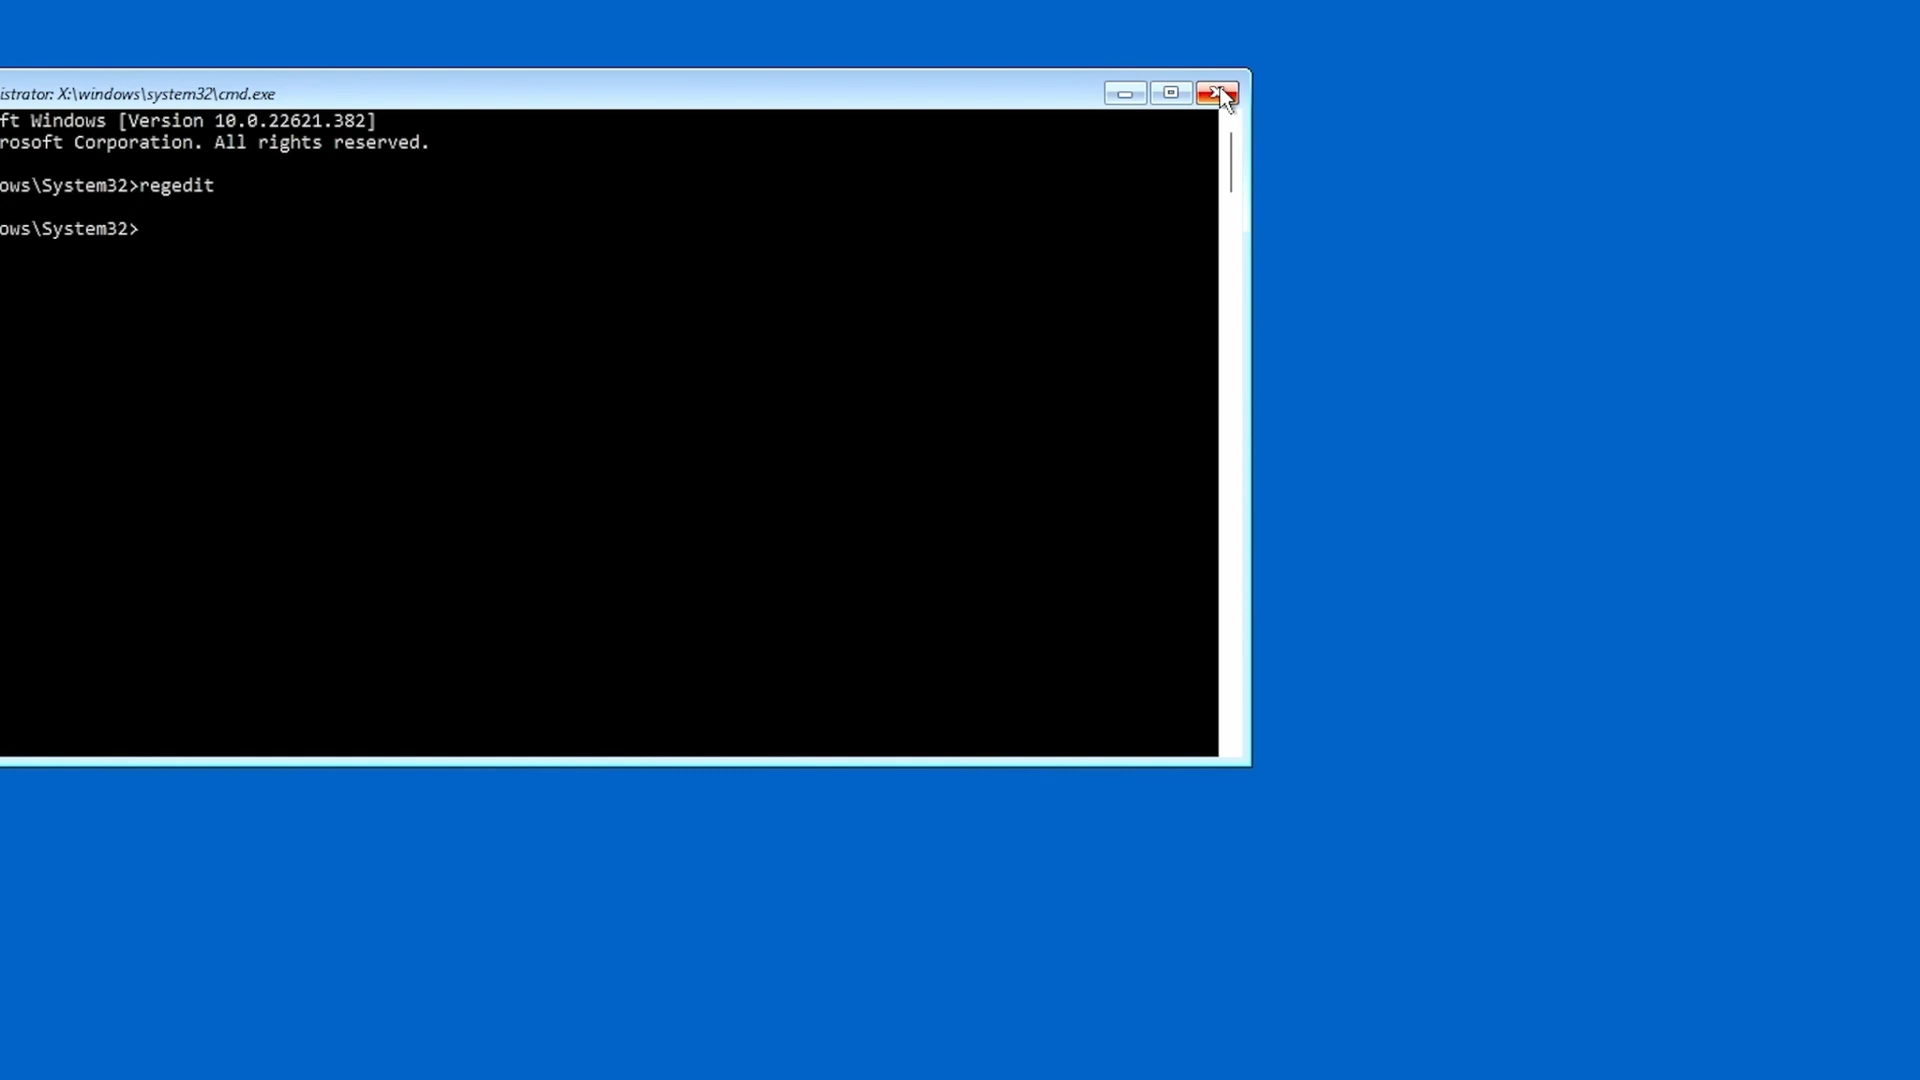 istrator: X:\windows\system32\cmd.exe
ft Windows [Version 10.0.22621.382]
rosoft Corporation. All rights reserved.
ows\System32>regedit
ows\System32>